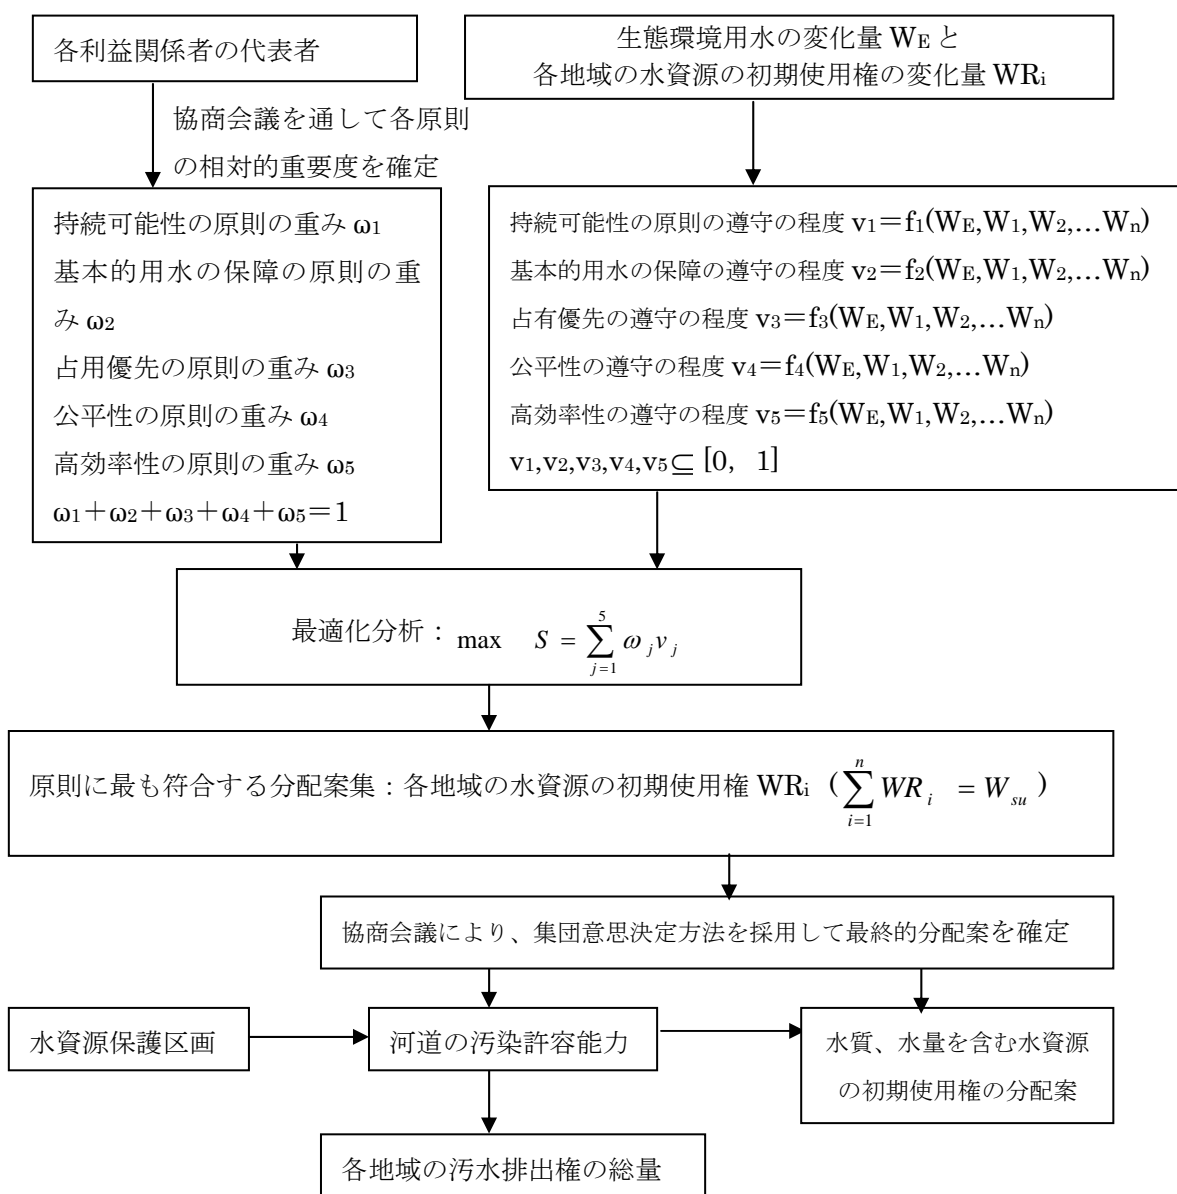 各利益関係者の代表者
生態環境用水の変化量 WE と
各地域の水資源の初期使用権の変化量 WRi
協商会議を通して各原則
の相対的重要度を確定
持続可能性の原則の重み ω1
基本的用水の保障の原則の重
み ω2
占用優先の原則の重み ω3
公平性の原則の重み ω4
高効率性の原則の重み ω5
ω1+ω2+ω3+ω4+ω5=1
持続可能性の原則の遵守の程度 v1=f1(WE,W1,W2,…Wn)
基本的用水の保障の遵守の程度 v2=f2(WE,W1,W2,…Wn)
占有優先の遵守の程度 v3=f3(WE,W1,W2,…Wn)
公平性の遵守の程度 v4=f4(WE,W1,W2,…Wn)
高効率性の遵守の程度 v5=f5(WE,W1,W2,…Wn)
v1,v2,v3,v4,v5⊆ [0, 1]
最適化分析: max S = \sum_{j=1}^{5} ω_j v_j
原則に最も符合する分配案集:各地域の水資源の初期使用権 WRi (\sum_{i=1}^{n} WR_i = W_{su})
協商会議により、集団意思決定方法を採用して最終的分配案を確定
水資源保護区画
河道の汚染許容能力
水質、水量を含む水資源
の初期使用権の分配案
各地域の汚水排出権の総量